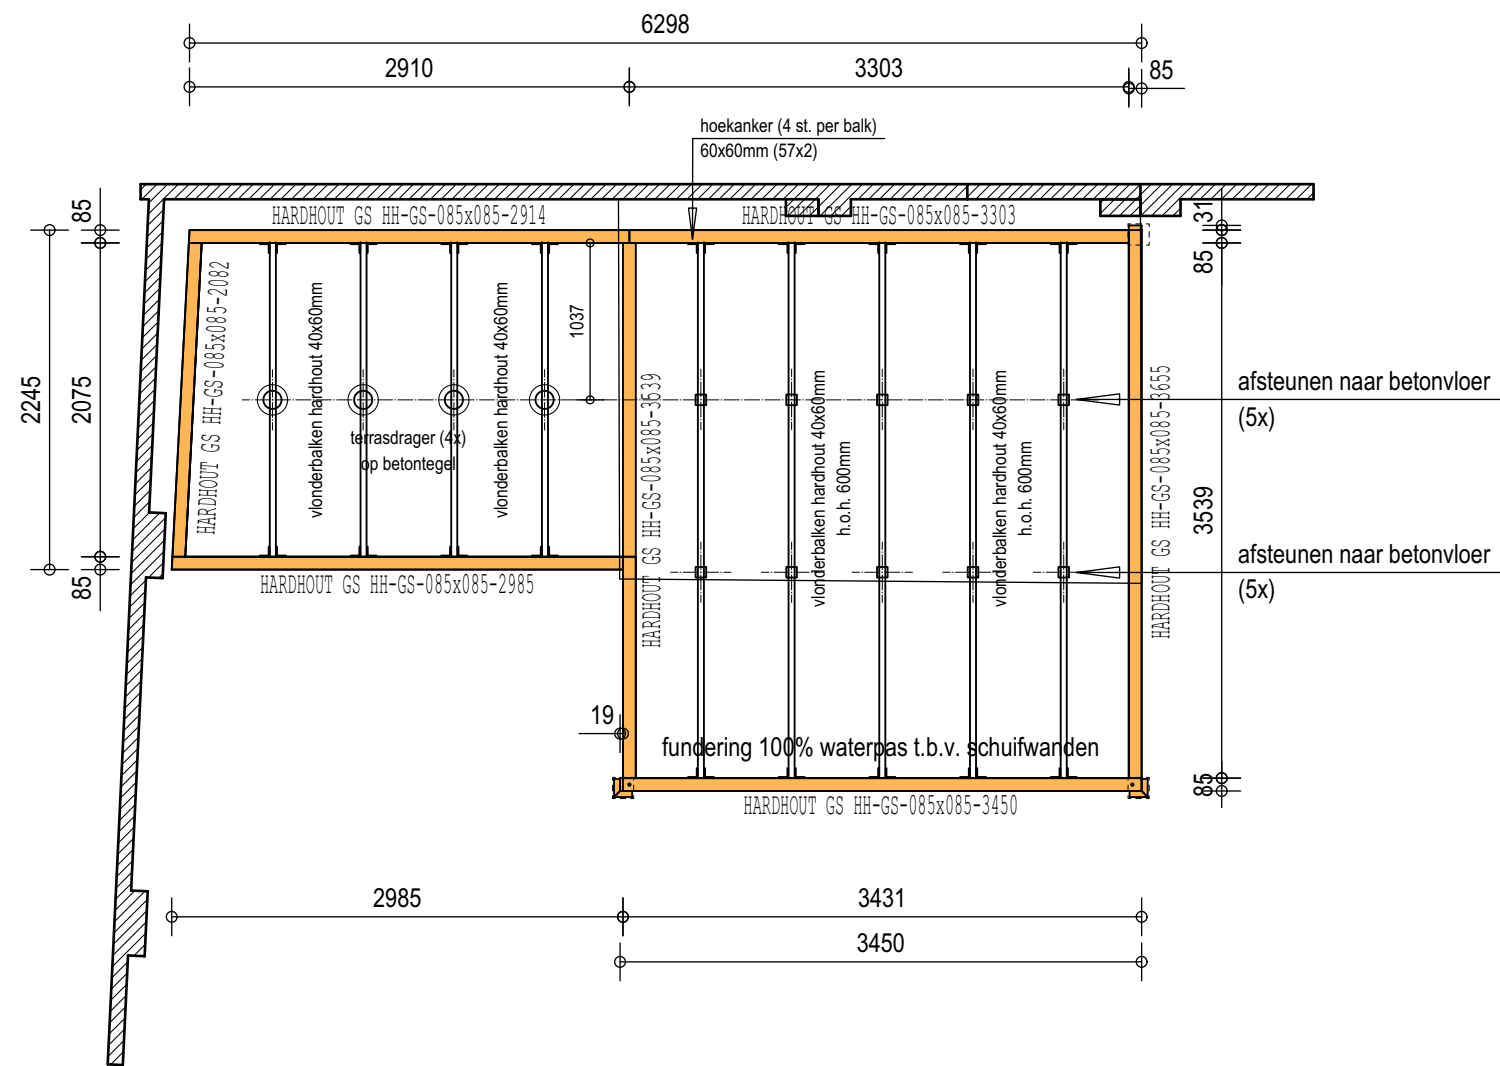 6298
2910
3303
85
hoekanker (4 st. per balk)
60x60mm (57x2)
HARDHOUT GS HH-GS-085x085-2914
HARDHOUT GS HH-GS-085x085-3303
85
2245
2075
85
31
85
3539
85
HARDHOUT GS HH-GS-085x085-2082
vlonderbalken hardhout 40x60mm
vlonderbalken hardhout 40x60mm
1037
terrasdrager (4x)
op betontegel
HARDHOUT GS HH-GS-085x085-3539
vlonderbalken hardhout 40x60mm
h.o.h. 600mm
vlonderbalken hardhout 40x60mm
h.o.h. 600mm
HARDHOUT GS HH-GS-085x085-3655
afsteunen naar betonvloer
(5x)
afsteunen naar betonvloer
(5x)
HARDHOUT GS HH-GS-085x085-2985
19
fundering 100% waterpas t.b.v. schuifwanden
HARDHOUT GS HH-GS-085x085-3450
2985
3431
3450